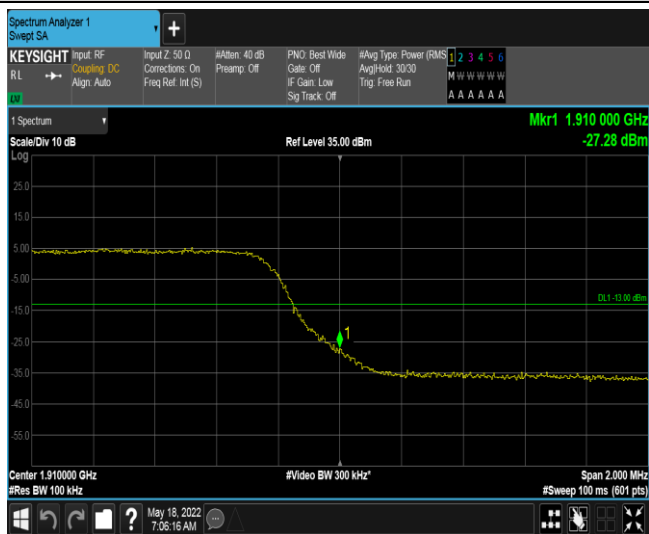 Spectrum Analyzer 1
Swept SA
KEYSIGHT Input: RF Input Z: 50 Ω #Atten: 40 dB PNO: Best Wide #Avg Type: Power (RMS 1 2 3 4 5 6
RL Coupling: DC Corrections: On Preamp: Off Gate: Off Avg|Hold: 30/30 M W W W W W
Align: Auto Freq Ref: Int (S) IF Gain: Low Trig: Free Run
Sig Track: Off A A A A A A
1 Spectrum Mkr1 1.910 000 GHz
Scale/Div 10 dB Ref Level 35.00 dBm -27.28 dBm
Log
25.0
15.0
5.00
-5.00
DL1 -13.00 dBm
-15.0
1
-25.0
-35.0
-45.0
-55.0
Center 1.910000 GHz #Video BW 300 kHz* Span 2.000 MHz
#Res BW 100 kHz #Sweep 100 ms (601 pts)
? May 18, 2022
7:06:16 AM